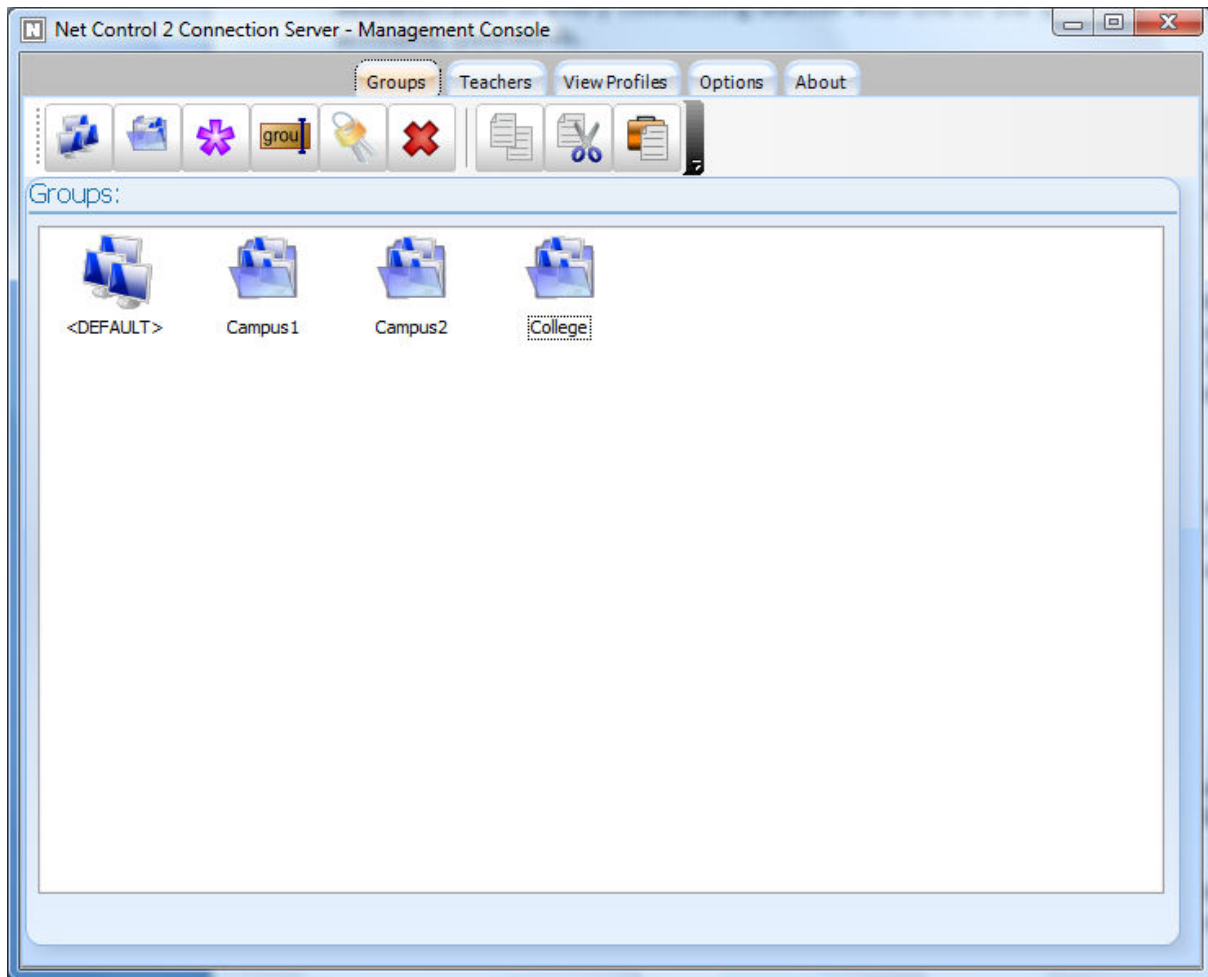 Net Control 2 Connection Server - Management Console
Groups Teachers View Profiles Options About
grou
Groups:
<DEFAULT> Campus1 Campus2 College